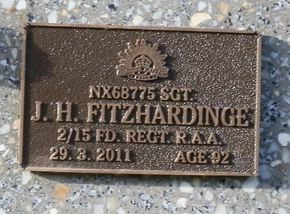 NX68775 SGT.
J. H. FITZHARDINGE
2/15 FD. REGT. R.A.A.
29. 3. 2011 AGE 92